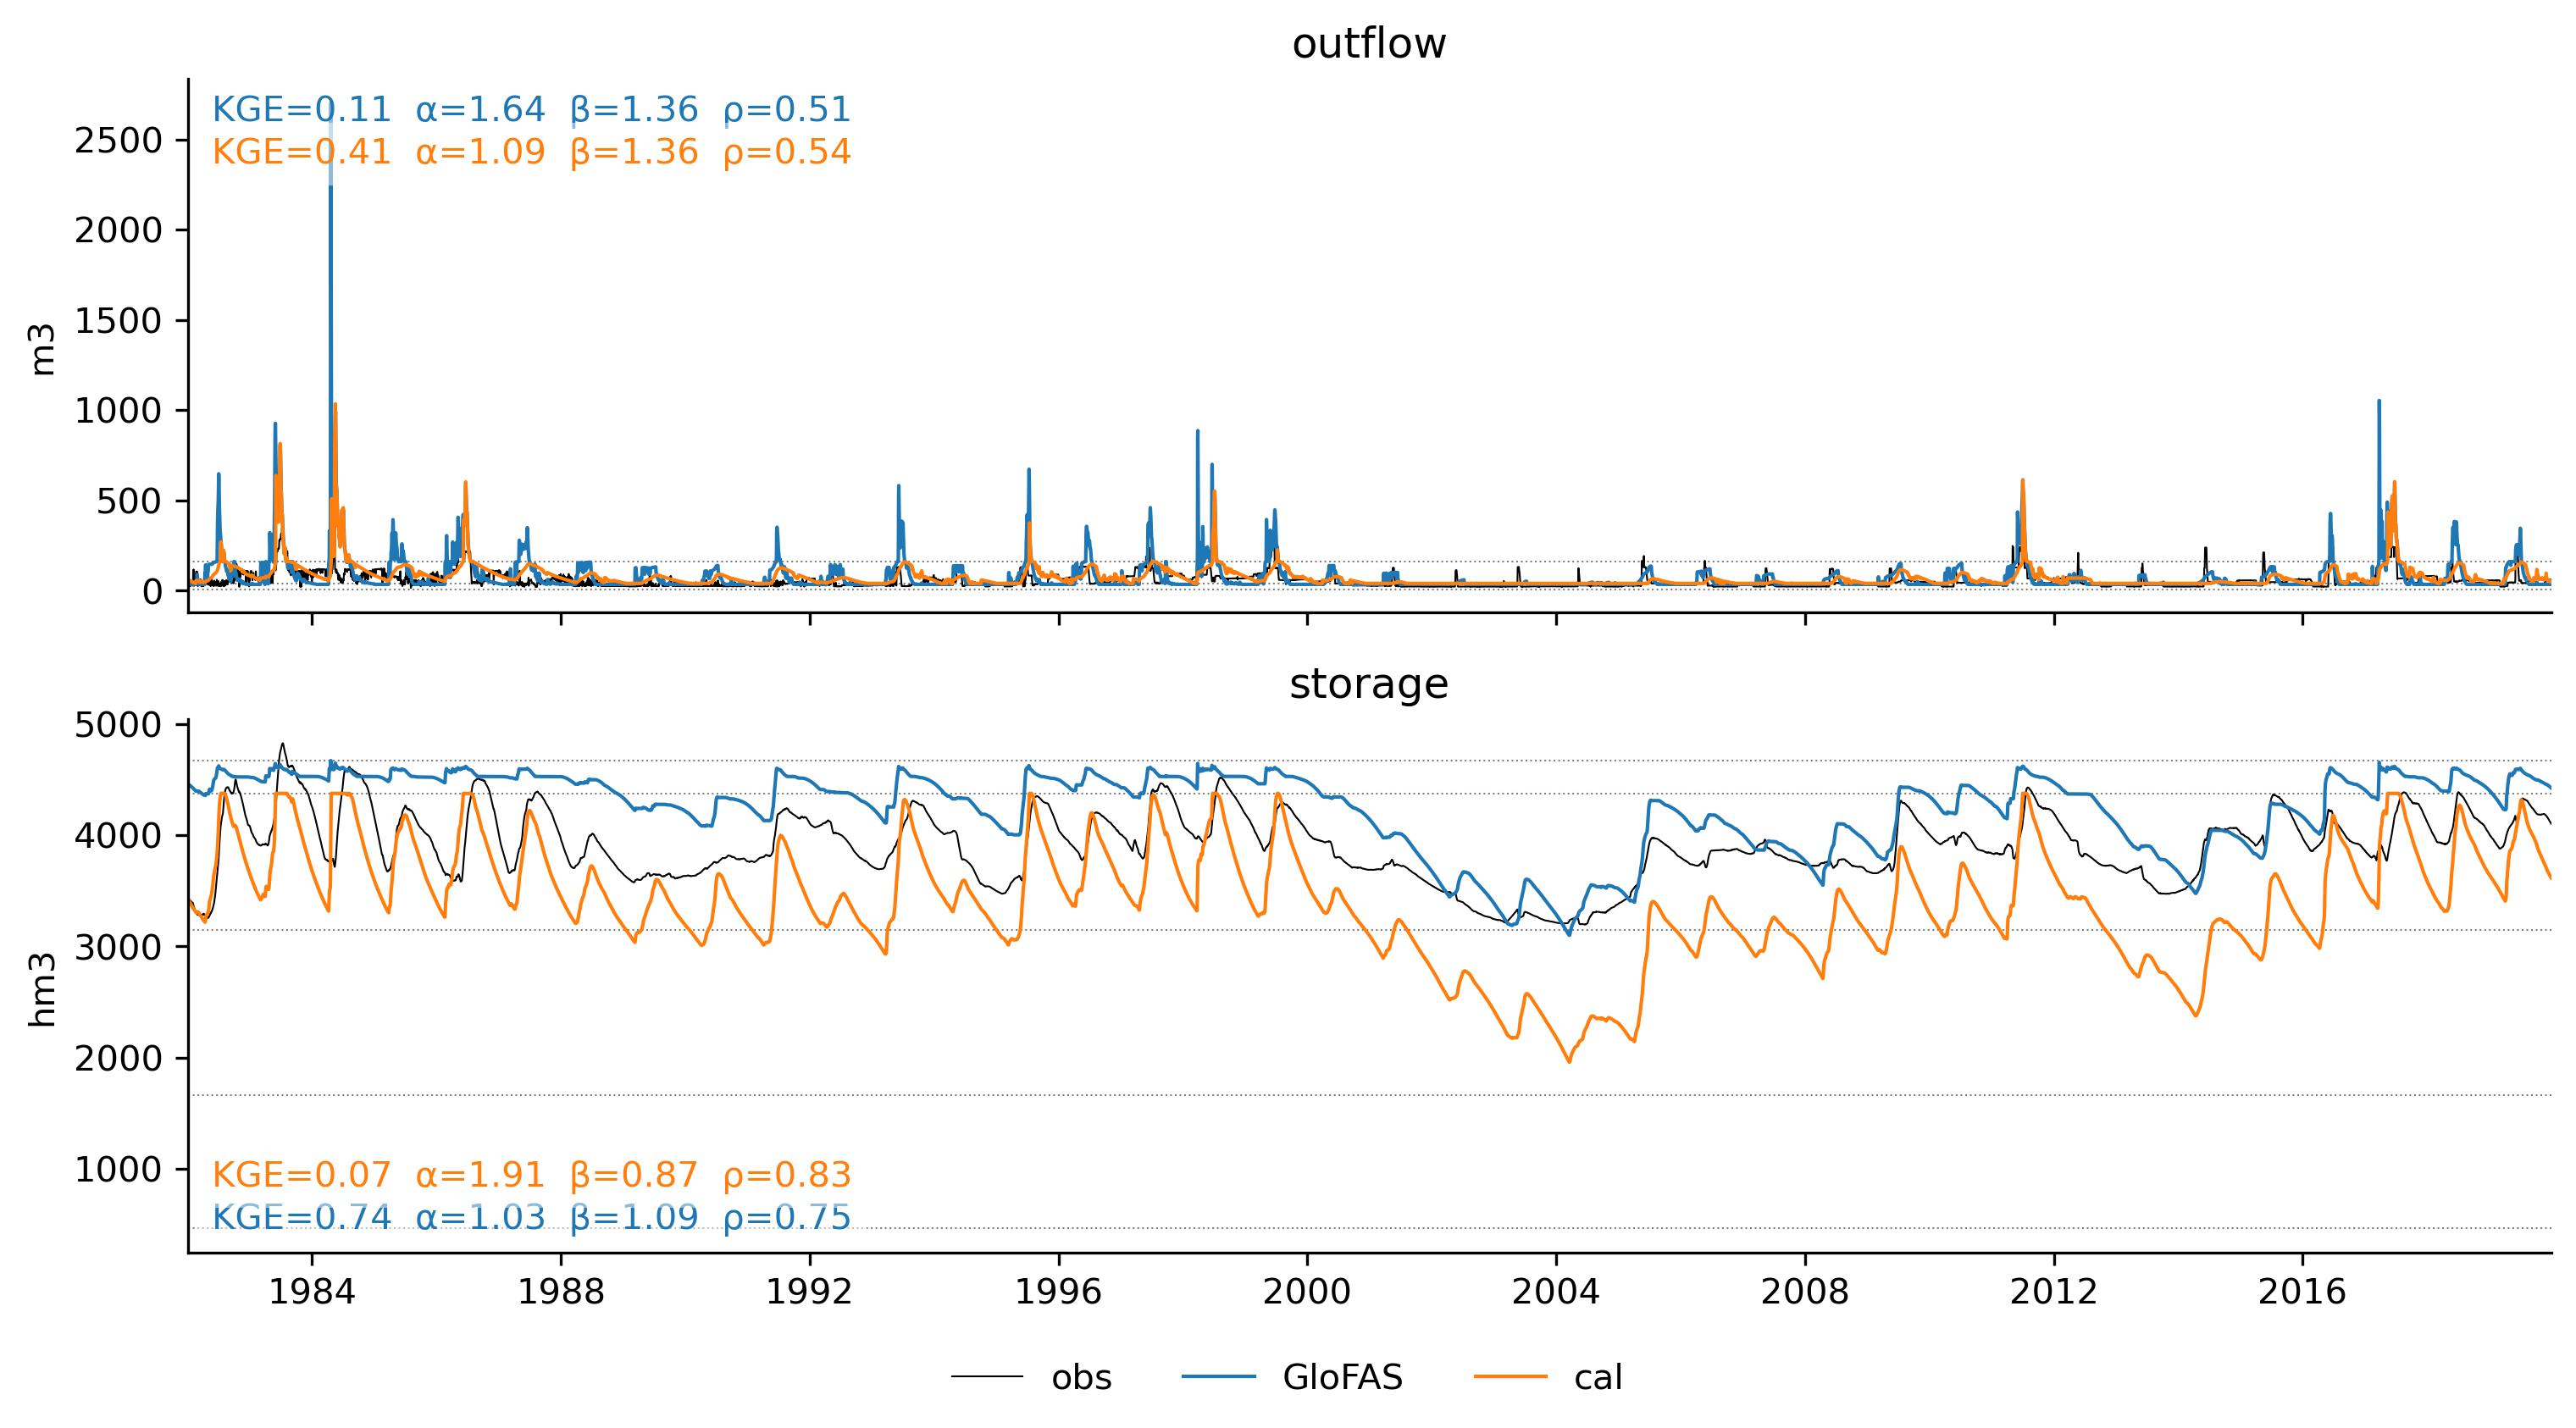 outflow
KGE=0.11 α=1.64 β=1.36 ρ=0.51
KGE=0.41 α=1.09 β=1.36 ρ=0.54
2500
2000
1500
1000
500
0
m3
storage
5000
4000
3000
2000
1000
hm3
KGE=0.07 α=1.91 β=0.87 ρ=0.83
KGE=0.74 α=1.03 β=1.09 ρ=0.75
1984 1988 1992 1996 2000 2004 2008 2012 2016
obs GloFAS cal